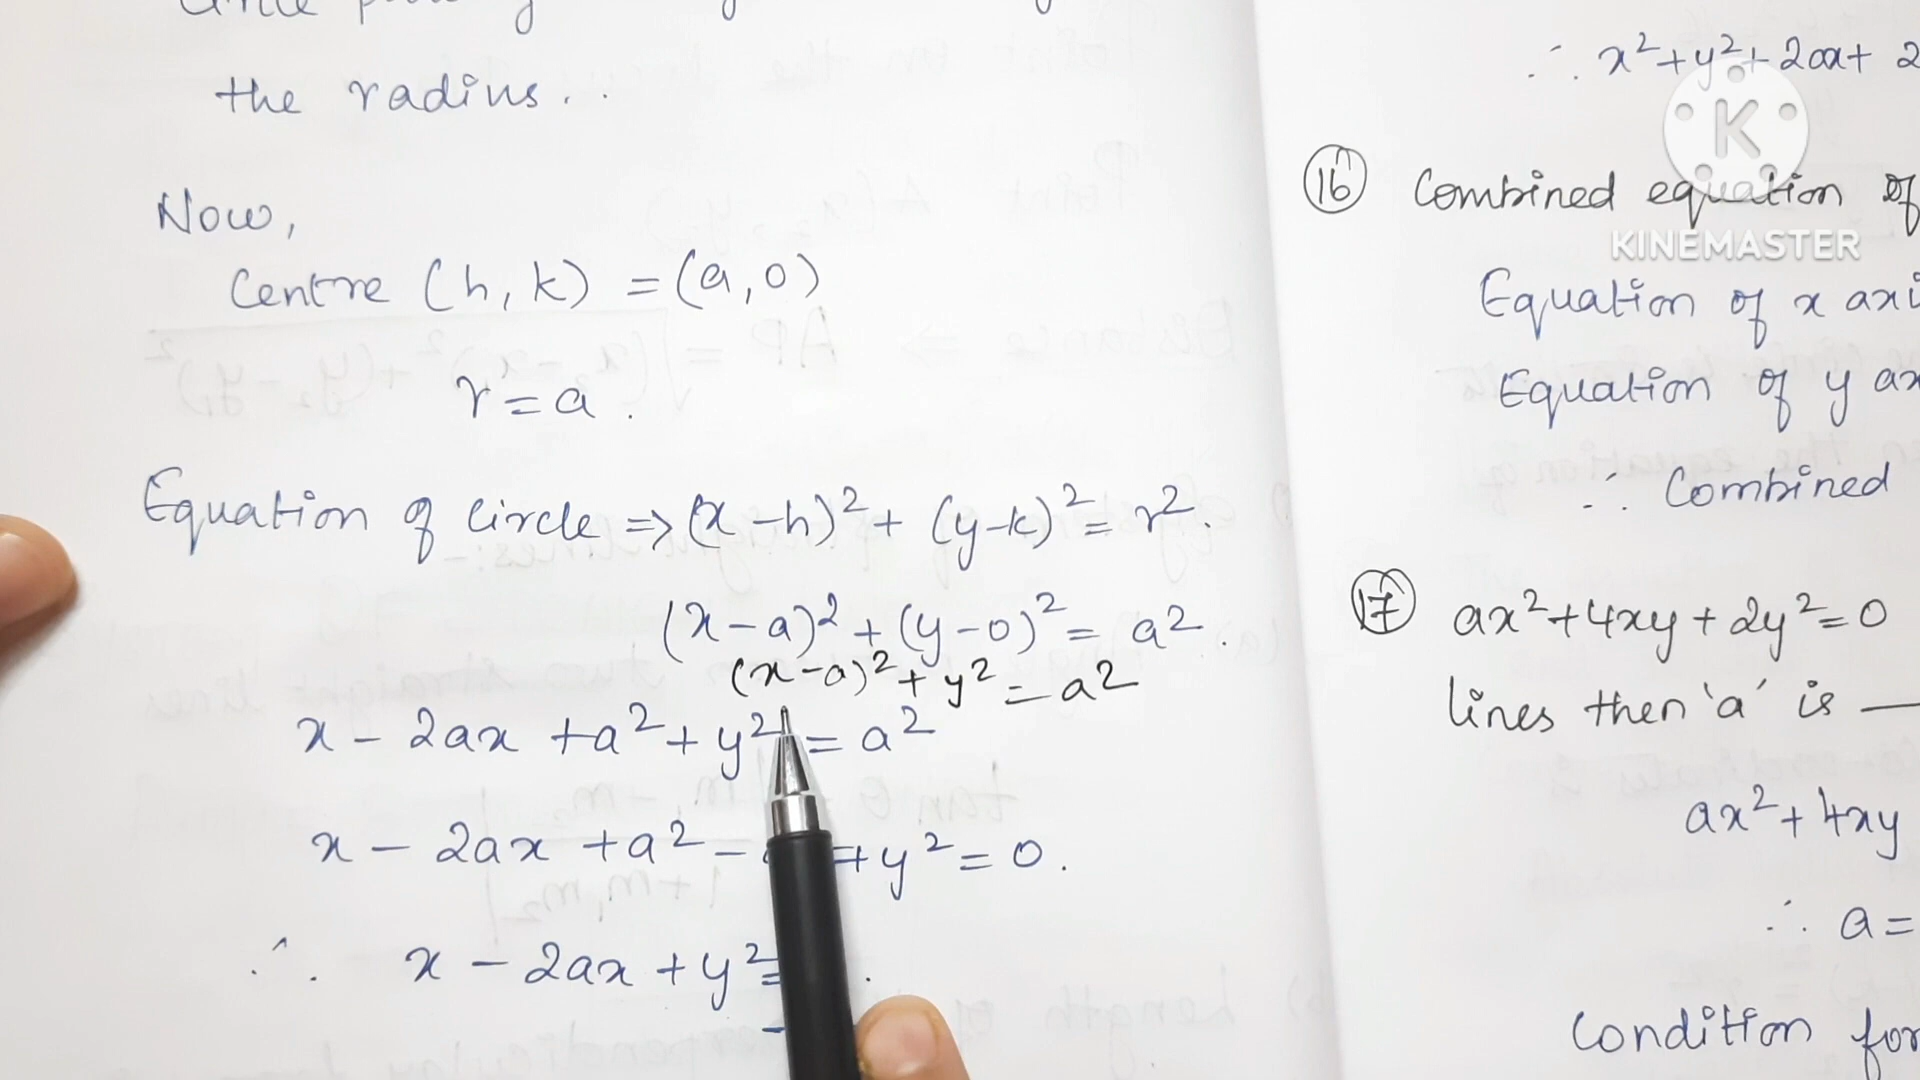 the radius..
Now,
Centre (h, k) = (a, 0)
r = a.
Equation of circle => (x - h)² + (y - k)² = r².
(x - a)² + (y - 0)² = a².
(x - a)² + y² = a²
x - 2ax + a² + y² = a²
x - 2ax + a² - + y² = 0.
∴ x - 2ax + y² = .
∴ x² + y² + 2ax + 2
KINEMASTER
16 Combined equation of
Equation of x axi
Equation of y ax
∴ Combined
17 ax² + 4xy + 2y² = 0
lines then 'a' is —
ax² + 4xy
∴ a =
Condition for